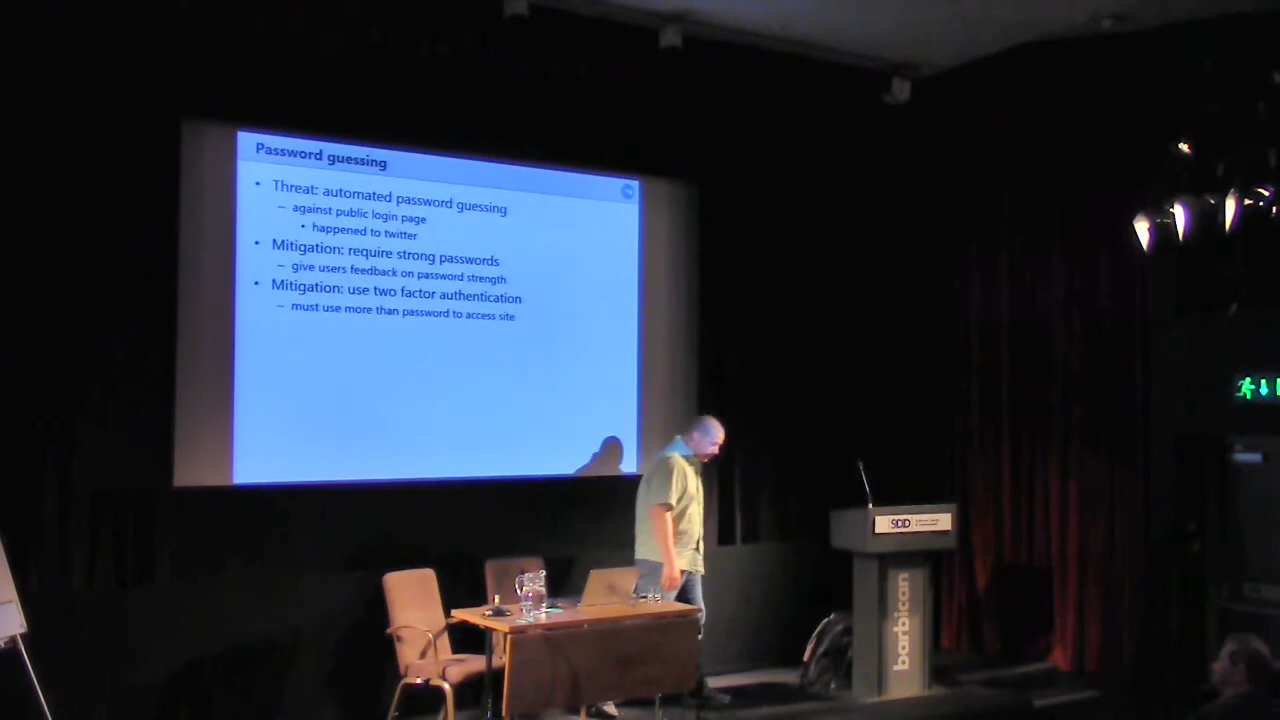 Password guessing
• Threat: automated password guessing
– against public login page
• happened to twitter
• Mitigation: require strong passwords
– give users feedback on password strength
• Mitigation: use two factor authentication
– must use more than password to access site
SDD
barbican